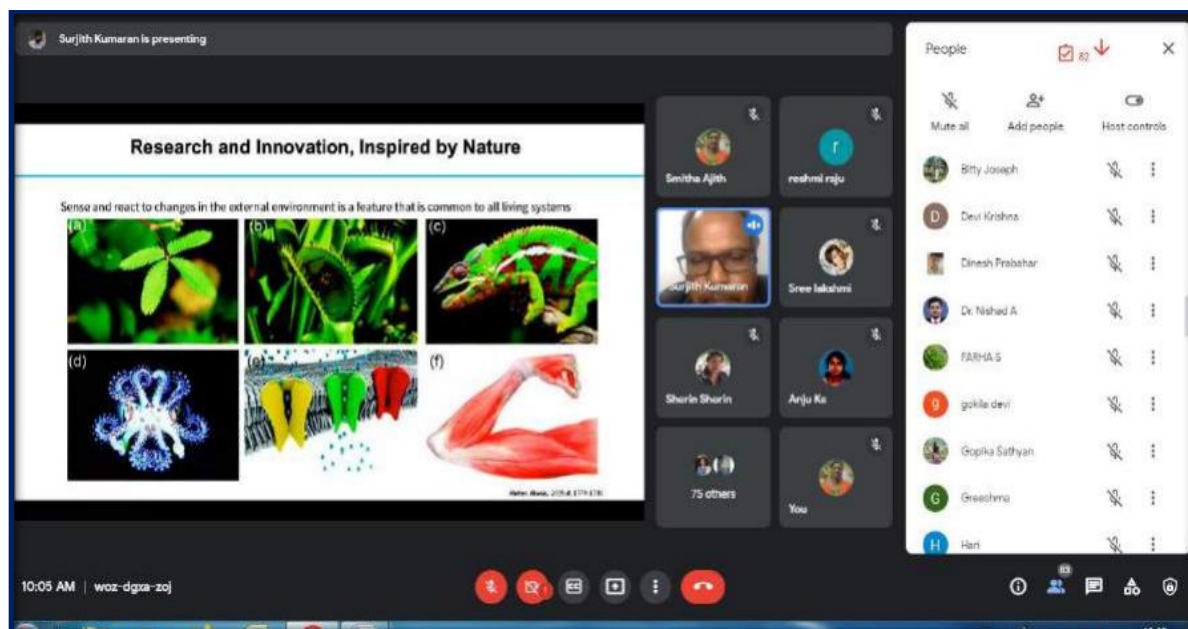 Surjith Kumaran is presenting
Research and Innovation, Inspired by Nature
Sense and react to changes in the external environment is a feature that is common to all living systems
(a)
(b)
(c)
(d)
(e)
(f)
Smitha Ajith
r
reshmi raju
Surjith Kumaran
Sree lakshmi
Sherin Sherin
Anju Ks
75 others
You
People
82
Mute all
Add people
Host controls
Bitty Joseph
D
Devi Krishna
Dinesh Prabahar
Dr. Nishad A
FARHA S
g
gokila devi
Gopika Sathyan
G
Greeshma
H
Hari
10:05 AM | woz-dgxa-zoj
83